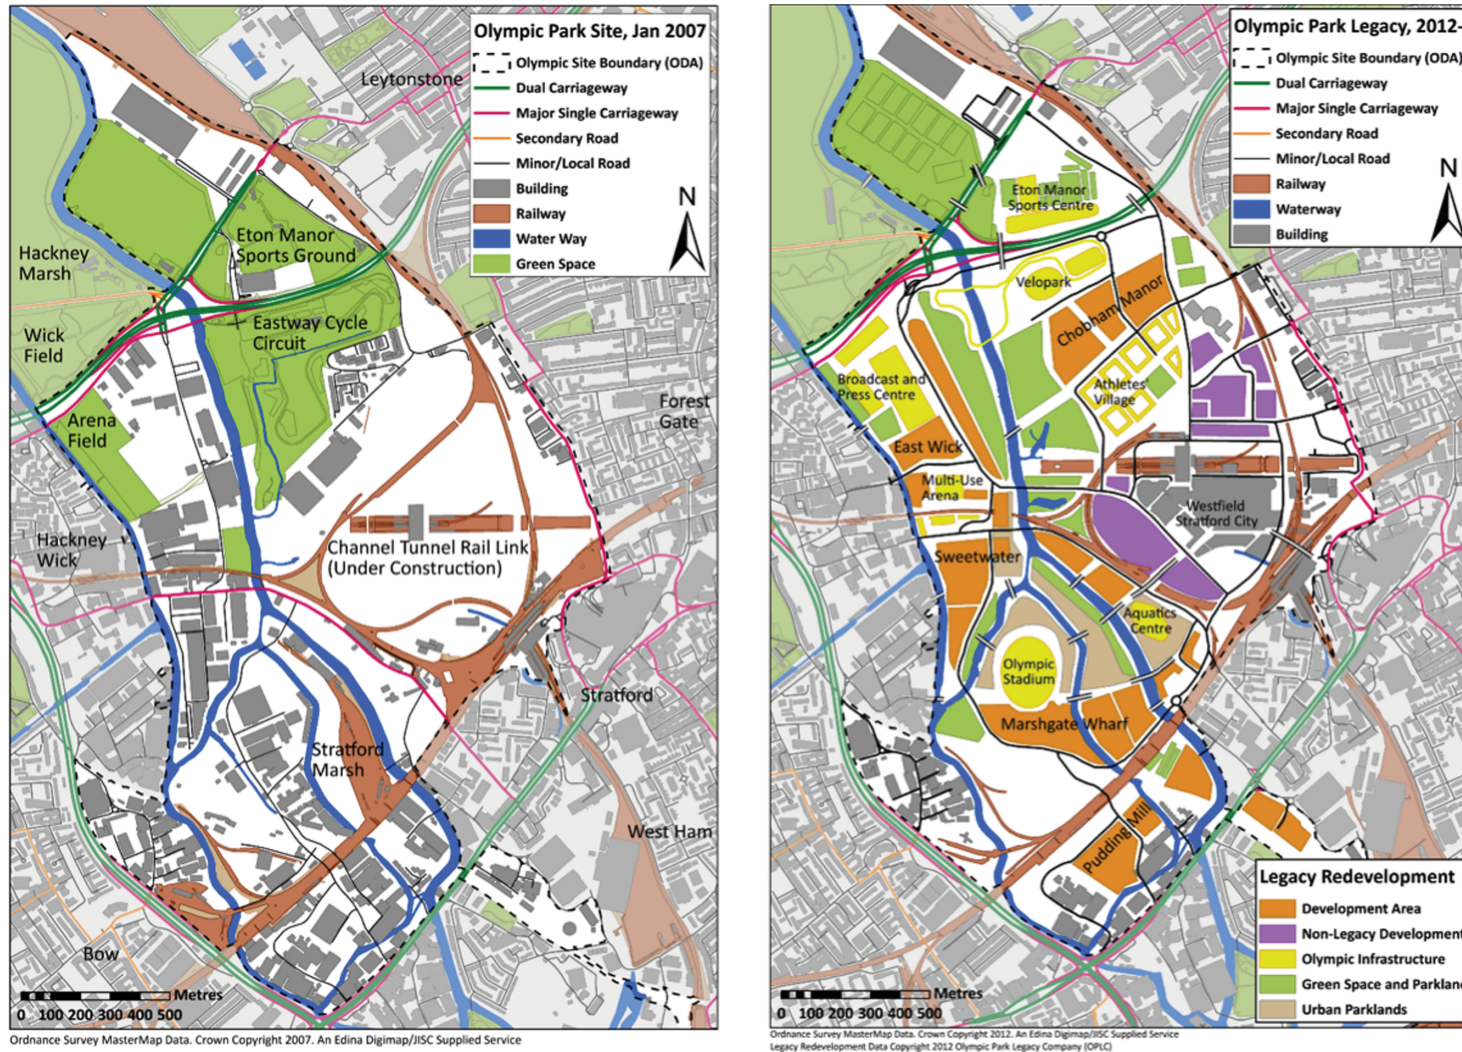 Olympic Park Site, Jan 2007
Olympic Site Boundary (ODA)
Dual Carriageway
Major Single Carriageway
Secondary Road
Minor/Local Road
Building
Railway
Water Way
Green Space
N
Leytonstone
Hackney
Marsh
Eton Manor
Sports Ground
Wick
Field
Eastway Cycle
Circuit
Arena
Field
Forest
Gate
Hackney
Wick
Channel Tunnel Rail Link
(Under Construction)
Stratford
Stratford
Marsh
West Ham
Bow
Metres
0 100 200 300 400 500
Ordnance Survey MasterMap Data. Crown Copyright 2007. An Edina Digimap/JISC Supplied Service
Olympic Park Legacy, 2012-
Olympic Site Boundary (ODA)
Dual Carriageway
Major Single Carriageway
Secondary Road
Minor/Local Road
Railway
Waterway
Building
N
Eton Manor
Sports Centre
Velopark
Chobham Manor
Broadcast and
Press Centre
Athletes'
Village
East Wick
Multi-Use
Arena
Westfield
Stratford City
Sweetwater
Aquatics
Centre
Olympic
Stadium
Marshgate Wharf
Pudding Mill
Legacy Redevelopment
Development Area
Non-Legacy Development
Olympic Infrastructure
Green Space and Parkland
Urban Parklands
Metres
0 100 200 300 400 500
Ordnance Survey MasterMap Data. Crown Copyright 2012. An Edina Digimap/JISC Supplied Service
Legacy Redevelopment Data Copyright 2012 Olympic Park Legacy Company (OPLC)